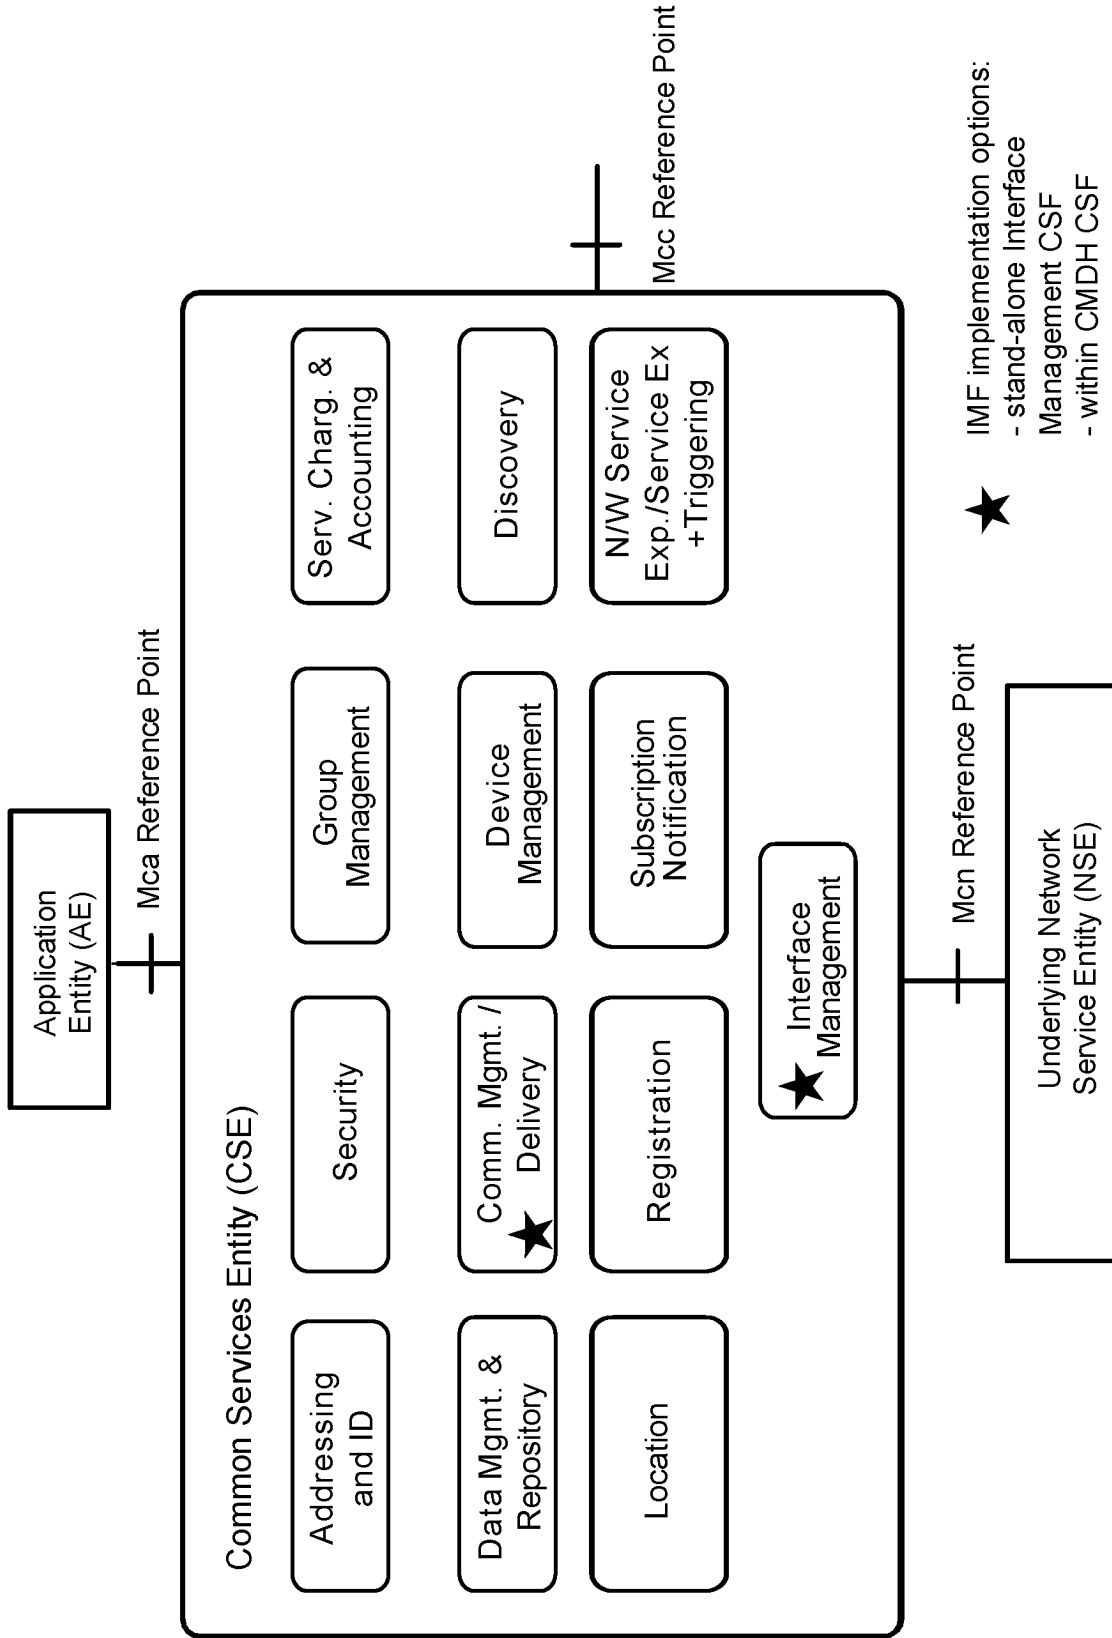 Application
Entity (AE)
Mca Reference Point
Common Services Entity (CSE)
Addressing
and ID
Security
Group
Management
Serv. Charg. &
Accounting
Data Mgmt. &
Repository
Comm. Mgmt. /
Delivery
Device
Management
Discovery
Location
Registration
Subscription
Notification
N/W Service
Exp./Service Ex
+Triggering
Interface
Management
Mcc Reference Point
Mcn Reference Point
Underlying Network
Service Entity (NSE)
IMF implementation options:
- stand-alone Interface
Management CSF
- within CMDH CSF